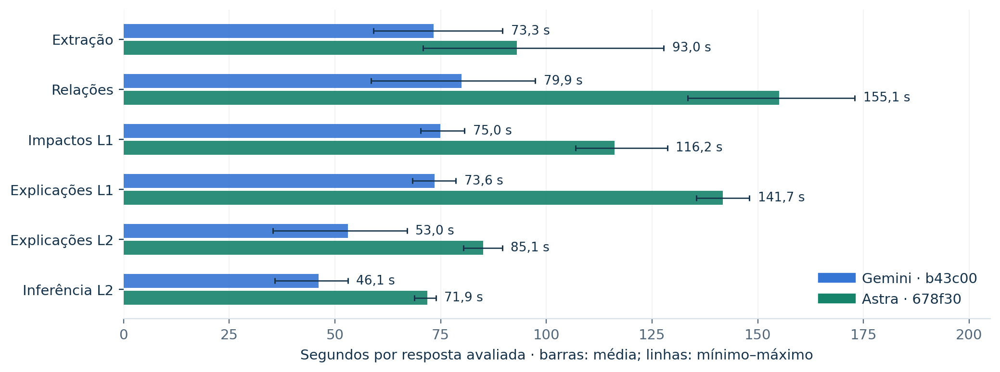 Extração
73,3 s
93,0 s
Relações
79,9 s
155,1 s
Impactos L1
75,0 s
116,2 s
Explicações L1
73,6 s
141,7 s
Explicações L2
53,0 s
85,1 s
Inferência L2
46,1 s
71,9 s
Gemini · b43c00
Astra · 678f30
0 25 50 75 100 125 150 175 200
Segundos por resposta avaliada · barras: média; linhas: mínimo–máximo